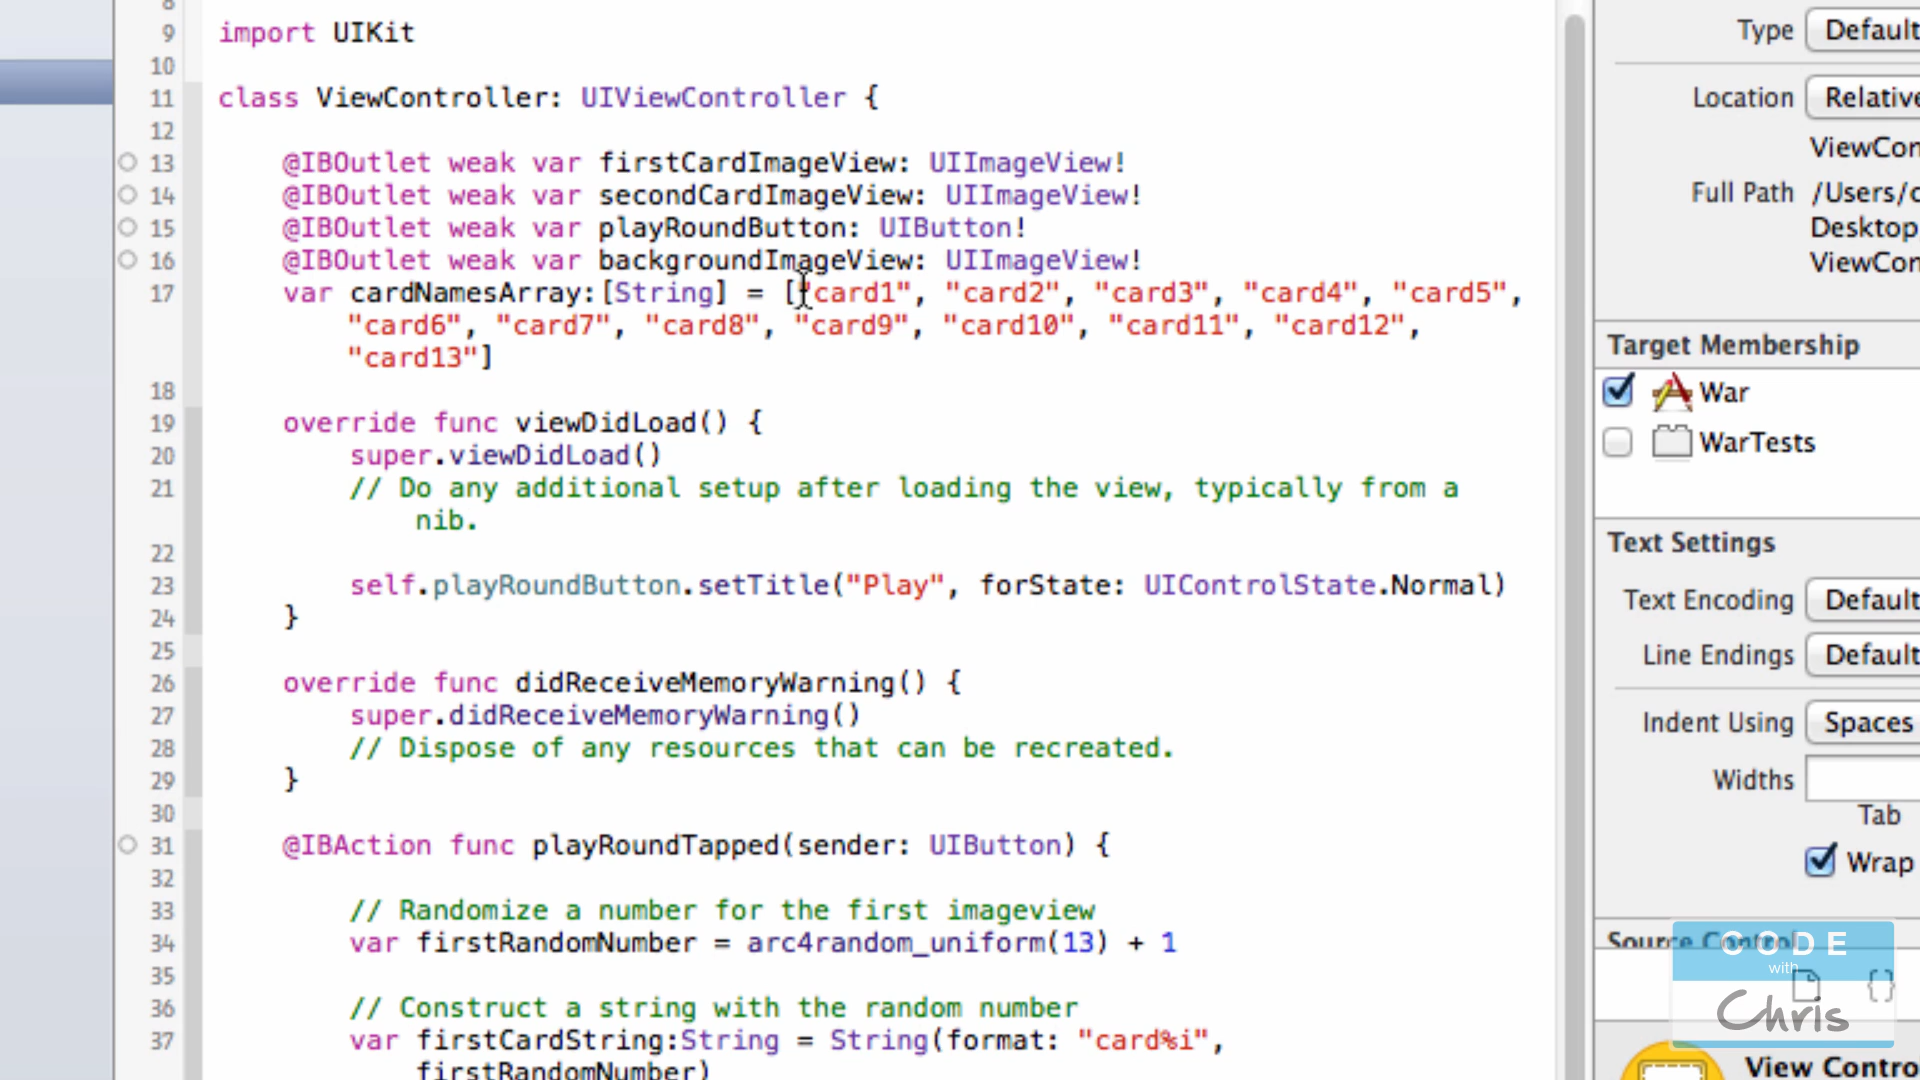 8
9 import UIKit
10
11 class ViewController: UIViewController {
12
13 @IBOutlet weak var firstCardImageView: UIImageView!
14 @IBOutlet weak var secondCardImageView: UIImageView!
15 @IBOutlet weak var playRoundButton: UIButton!
16 @IBOutlet weak var backgroundImageView: UIImageView!
17 var cardNamesArray:[String] = ["card1", "card2", "card3", "card4", "card5",
"card6", "card7", "card8", "card9", "card10", "card11", "card12",
"card13"]
18
19 override func viewDidLoad() {
20 super.viewDidLoad()
21 // Do any additional setup after loading the view, typically from a
nib.
22
23 self.playRoundButton.setTitle("Play", forState: UIControlState.Normal)
24 }
25
26 override func didReceiveMemoryWarning() {
27 super.didReceiveMemoryWarning()
28 // Dispose of any resources that can be recreated.
29 }
30
31 @IBAction func playRoundTapped(sender: UIButton) {
32
33 // Randomize a number for the first imageview
34 var firstRandomNumber = arc4random_uniform(13) + 1
35
36 // Construct a string with the random number
37 var firstCardString:String = String(format: "card%i",
firstRandomNumber)
Type Default
Location Relative
ViewCon
Full Path /Users/c
Desktop
ViewCon
Target Membership
War
WarTests
Text Settings
Text Encoding Default
Line Endings Default
Indent Using Spaces
Widths
Tab
Wrap
Source Control
{}
CODE
with
Chris
View Contro